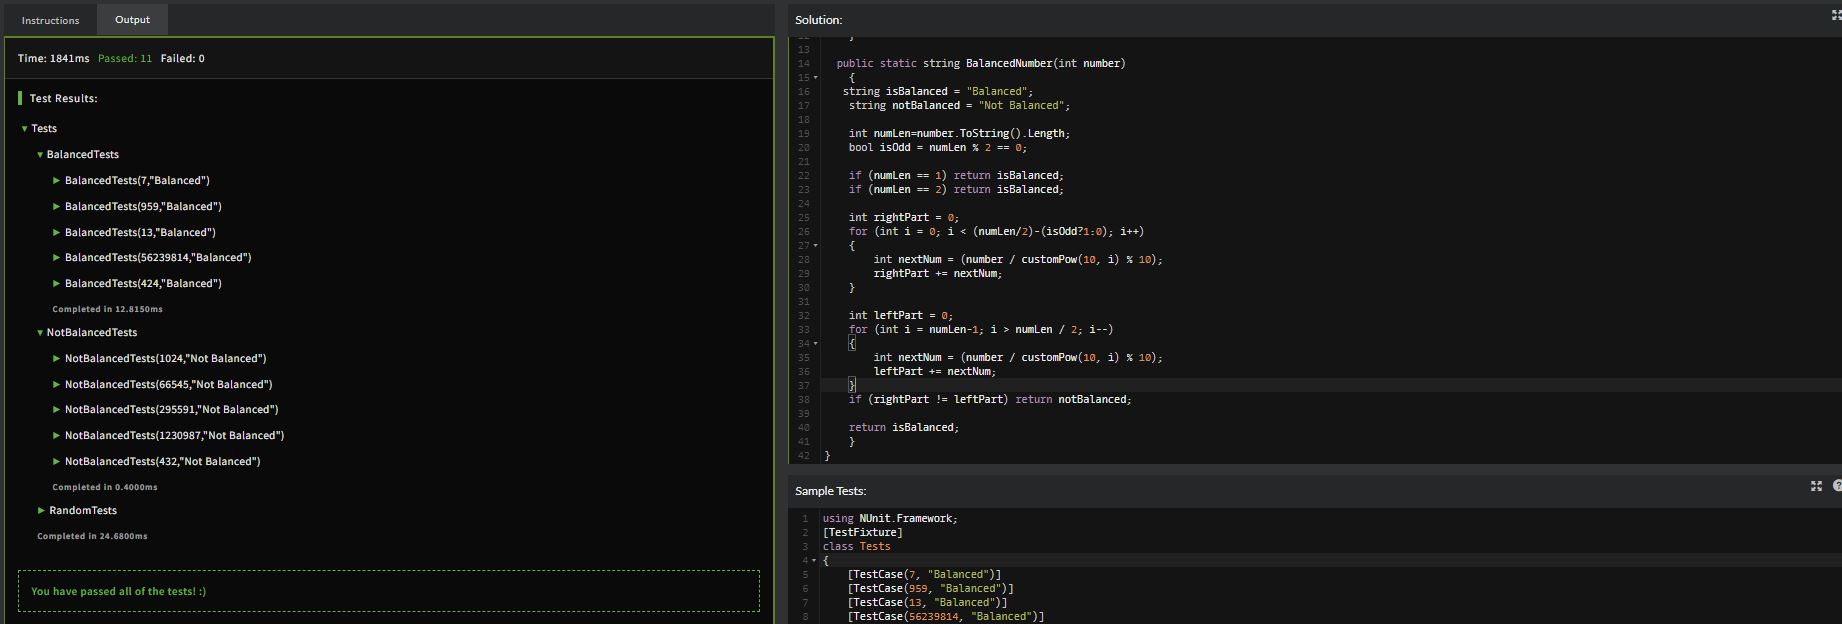 Instructions
Output
Time: 1841ms Passed: 11 Failed: 0
Test Results:
Tests
BalancedTests
BalancedTests(7,"Balanced")
BalancedTests(959,"Balanced")
BalancedTests(13,"Balanced")
BalancedTests(56239814,"Balanced")
BalancedTests(424,"Balanced")
Completed in 12.8150ms
NotBalancedTests
NotBalancedTests(1024,"Not Balanced")
NotBalancedTests(66545,"Not Balanced")
NotBalancedTests(295591,"Not Balanced")
NotBalancedTests(1230987,"Not Balanced")
NotBalancedTests(432,"Not Balanced")
Completed in 0.4000ms
RandomTests
Completed in 24.6800ms
You have passed all of the tests! :)
Solution:
12 }
13
14 public static string BalancedNumber(int number)
15 {
16 string isBalanced = "Balanced";
17 string notBalanced = "Not Balanced";
18
19 int numLen=number.ToString().Length;
20 bool isOdd = numLen % 2 == 0;
21
22 if (numLen == 1) return isBalanced;
23 if (numLen == 2) return isBalanced;
24
25 int rightPart = 0;
26 for (int i = 0; i < (numLen/2)-(isOdd?1:0); i++)
27 {
28 int nextNum = (number / customPow(10, i) % 10);
29 rightPart += nextNum;
30 }
31
32 int leftPart = 0;
33 for (int i = numLen-1; i > numLen / 2; i--)
34 {
35 int nextNum = (number / customPow(10, i) % 10);
36 leftPart += nextNum;
37 }
38 if (rightPart != leftPart) return notBalanced;
39
40 return isBalanced;
41 }
42 }
Sample Tests:
?
1 using NUnit.Framework;
2 [TestFixture]
3 class Tests
4 {
5 [TestCase(7, "Balanced")]
6 [TestCase(959, "Balanced")]
7 [TestCase(13, "Balanced")]
8 [TestCase(56239814, "Balanced")]